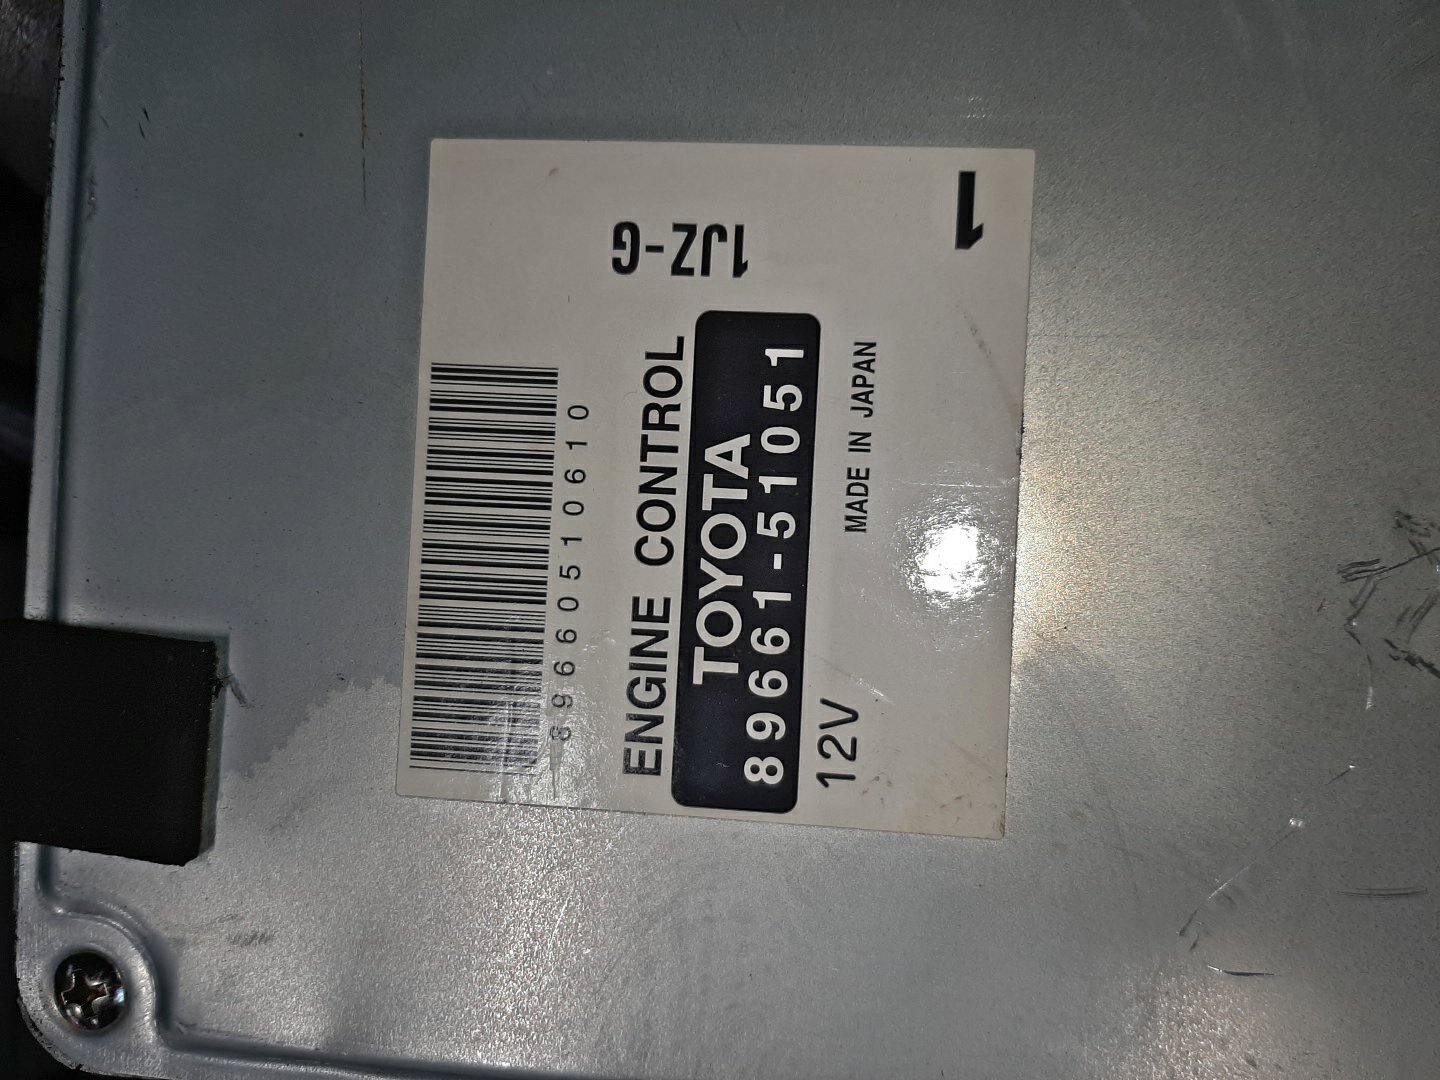 89660510610
1JZ-G
ENGINE CONTROL
TOYOTA
89661-51051
12V
MADE IN JAPAN
1